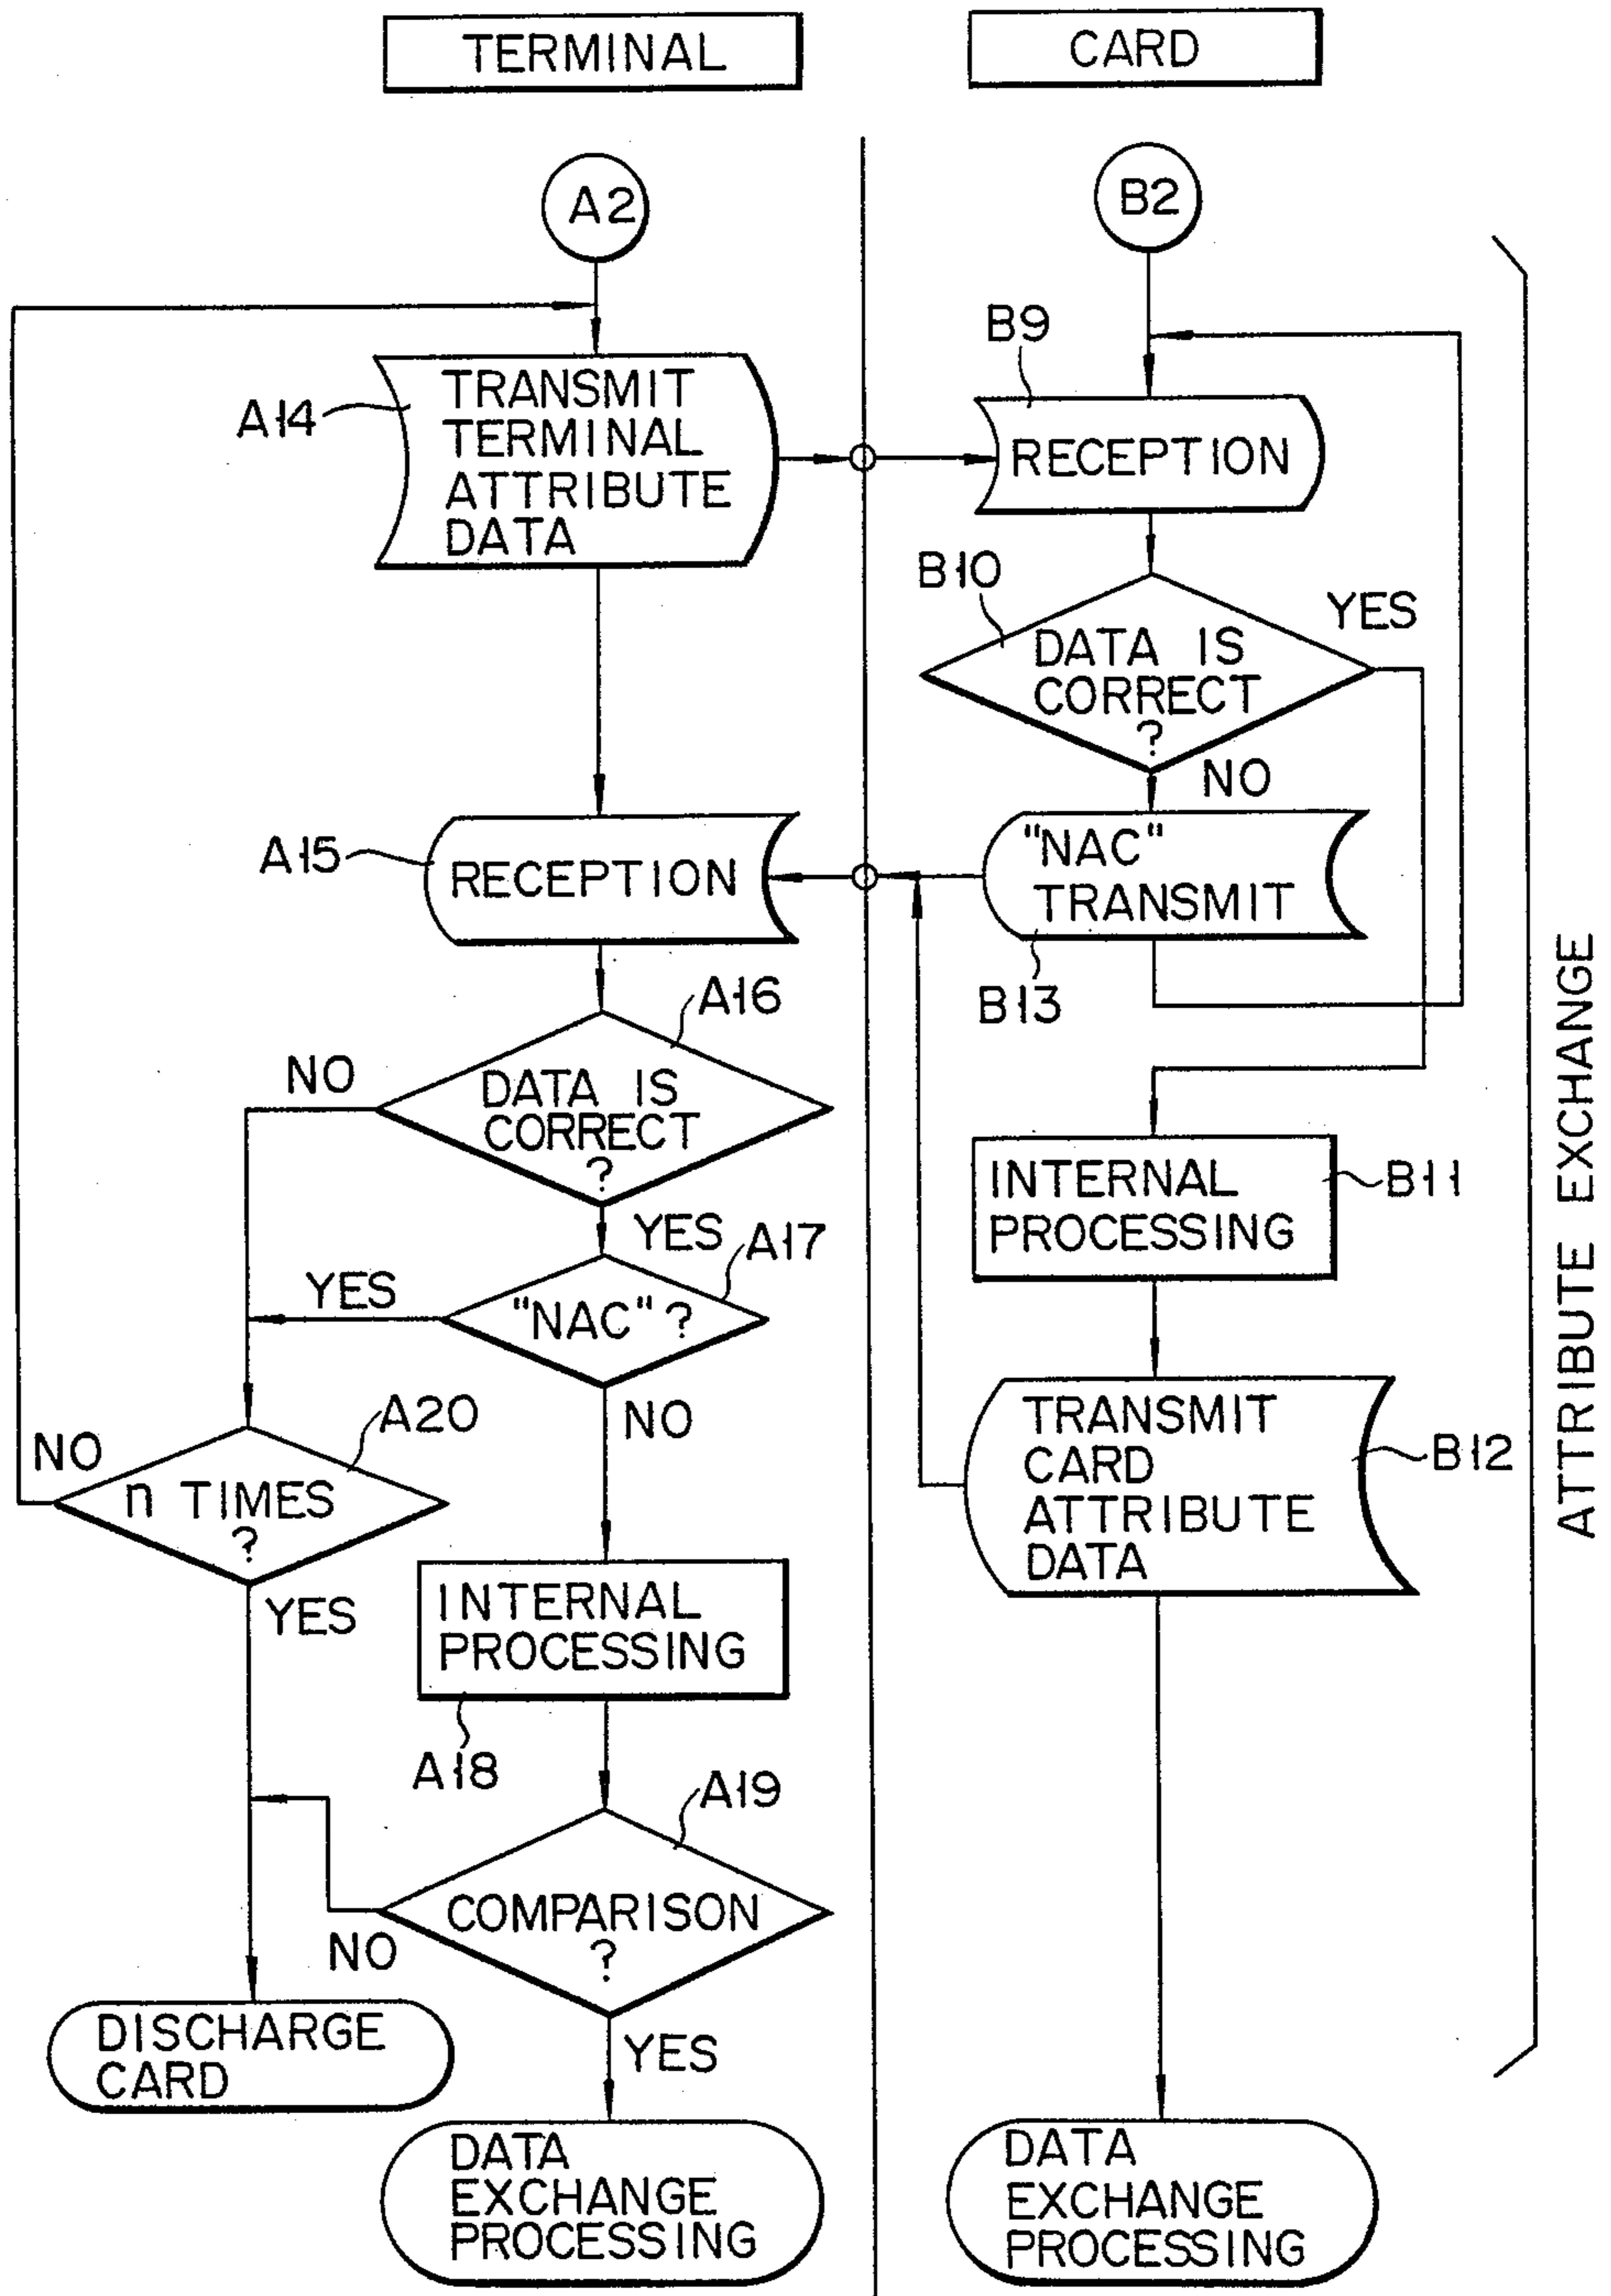 TERMINAL
CARD
A2
B2
B9
A14
TRANSMIT
TERMINAL
ATTRIBUTE
DATA
RECEPTION
B10
YES
DATA IS
CORRECT
?
NO
A15
RECEPTION
"NAC"
TRANSMIT
B13
A16
NO
DATA IS
CORRECT
?
YES
A17
YES
"NAC"?
NO
INTERNAL
PROCESSING
B11
A20
NO
n TIMES
?
YES
TRANSMIT
CARD
ATTRIBUTE
DATA
B12
INTERNAL
PROCESSING
A18
A19
COMPARISON
?
NO
YES
DISCHARGE
CARD
DATA
EXCHANGE
PROCESSING
DATA
EXCHANGE
PROCESSING
ATTRIBUTE EXCHANGE